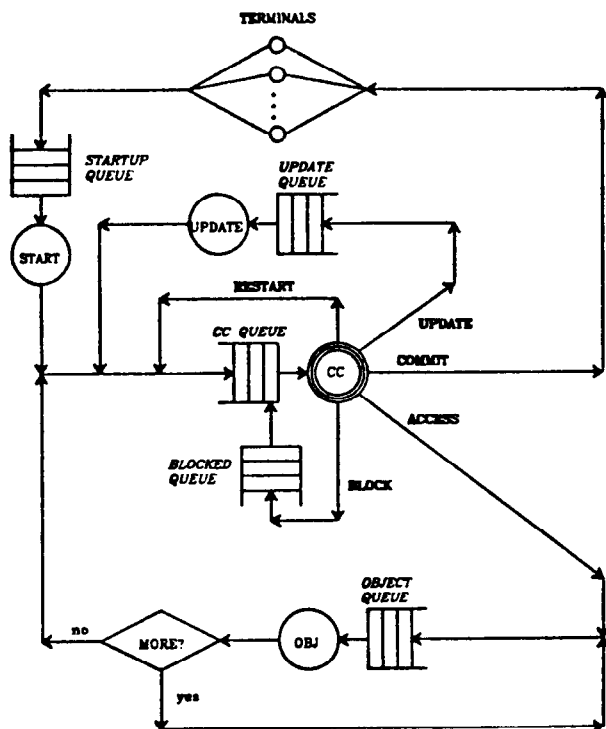 TERMINALS
STARTUP
QUEUE
UPDATE
QUEUE
UPDATE
START
RESTART
UPDATE
CC QUEUE
CC
COMMIT
ACCESS
BLOCKED
QUEUE
BLOCK
OBJECT
QUEUE
no
MORE?
OBJ
yes